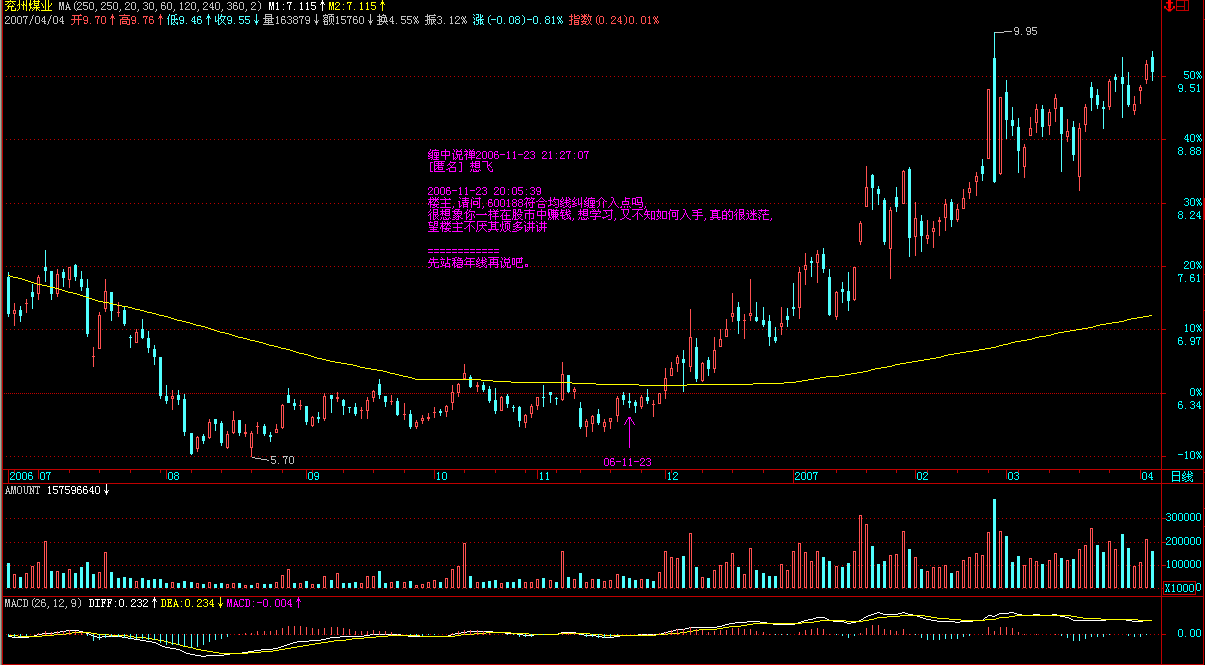 兖州煤业 MA(250,250,20,30,60,120,240,360,2) M1:7.115↑M2:7.115↑
2007/04/04 开9.70↑高9.76↑低9.46↑收9.55↓量163879↓额15760↓换4.55% 振3.12% 涨(-0.08)-0.81% 指数(0.24)0.01%
9.95
50%
9.51
40%
8.88
缠中说禅2006-11-23 21:27:07
[匿名] 想飞
2006-11-23 20:05:39
楼主,请问,600188符合均线纠缠介入点吗,
很想象你一样在股市中赚钱,想学习,又不知如何入手,真的很迷茫,
望楼主不厌其烦多讲讲
============
先站稳年线再说吧。
30%
8.24
20%
7.61
10%
6.97
0%
6.34
5.70
06-11-23
-10%
2006 07 08 09 10 11 12 2007 02 03 04 日线
AMOUNT 157596640↓
300000
200000
100000
X10000
MACD(26,12,9) DIFF:0.232↑DEA:0.234↓MACD:-0.004↑
0.00